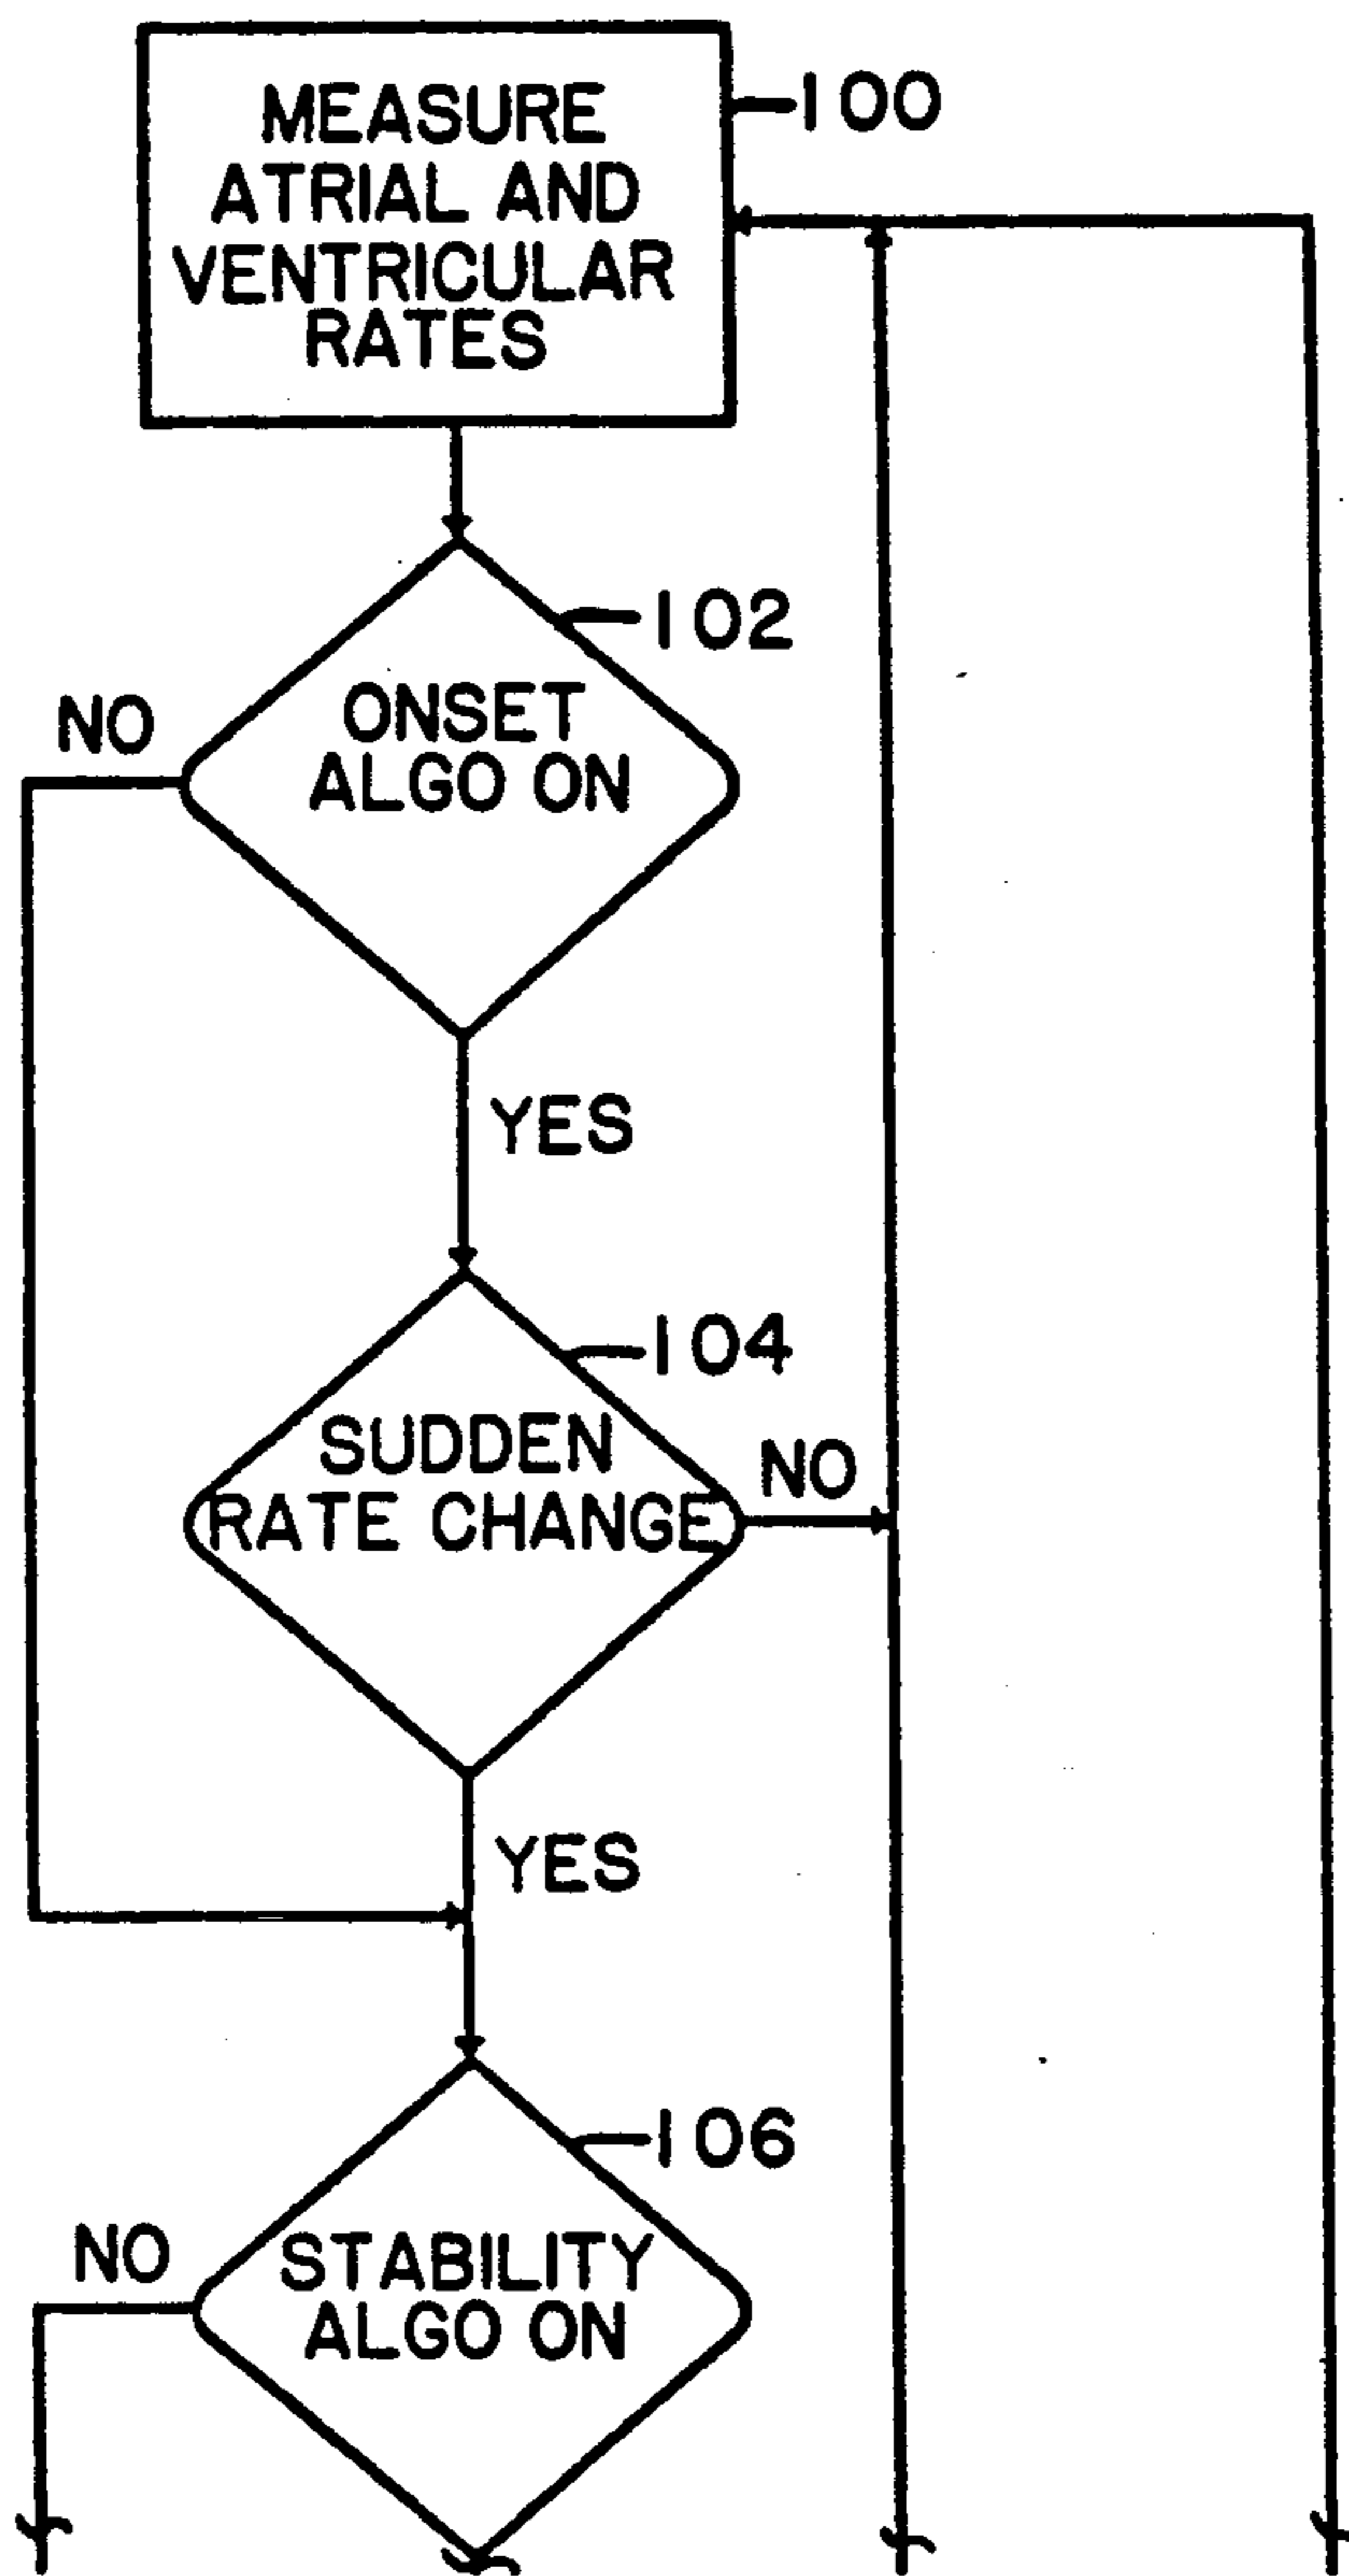 MEASURE
ATRIAL AND
VENTRICULAR
RATES
100
102
ONSET
ALGO ON
NO
YES
104
SUDDEN
RATE CHANGE
NO
YES
106
STABILITY
ALGO ON
NO